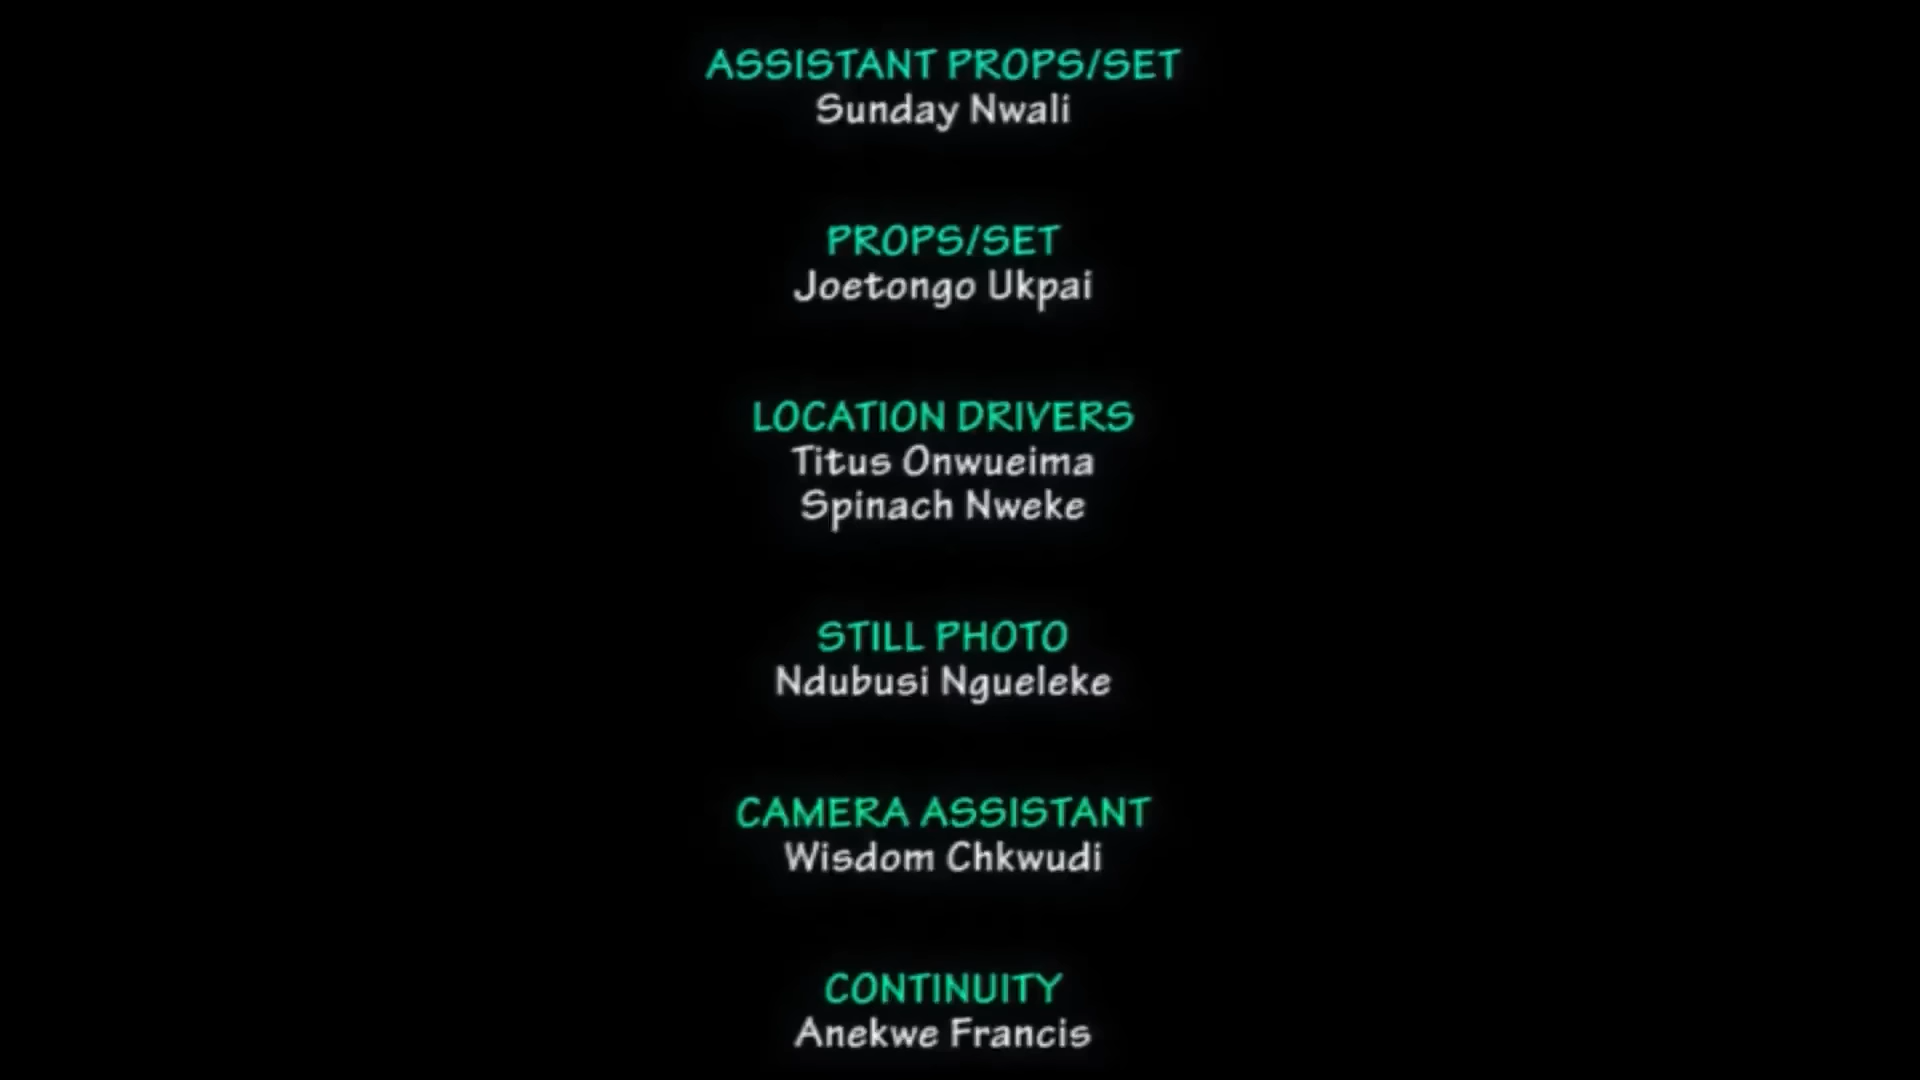 ASSISTANT PROPS/SET
Sunday Nwali
PROPS/SET
Joetongo Ukpai
LOCATION DRIVERS
Titus Onwueima
Spinach Nweke
STILL PHOTO
Ndubusi Ngueleke
CAMERA ASSISTANT
Wisdom Chkwudi
CONTINUITY
Anekwe Francis